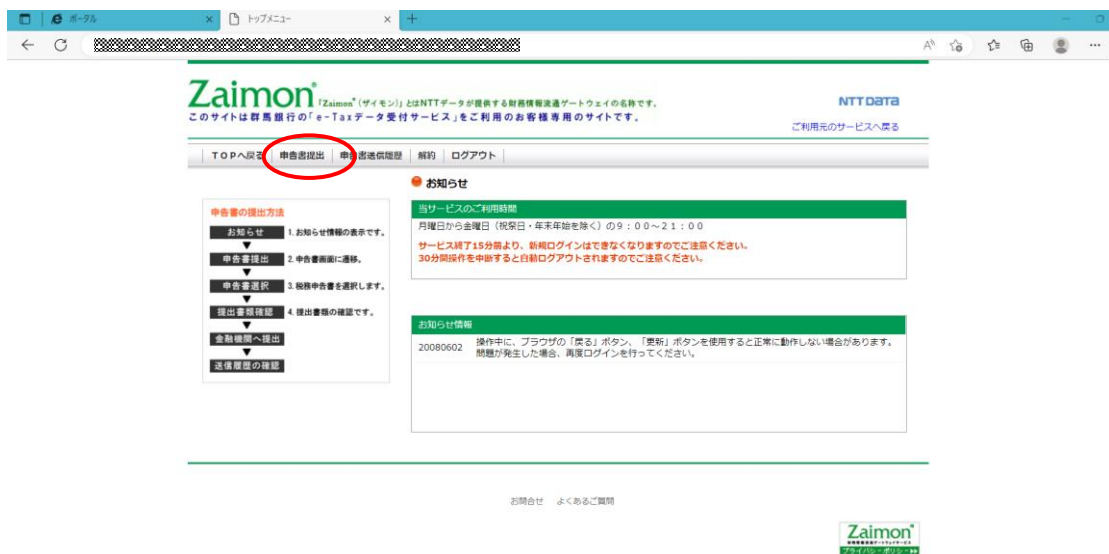 ポータル
トップメニュー
Zaimon
「Zaimon (ザイモン)」とはNTTデータが提供する財務情報流通ゲートウェイの名称です。
NTT DATA
このサイトは群馬銀行の「e-Taxデータ受付サービス」をご利用のお客様専用のサイトです。
ご利用元のサービスへ戻る
TOPへ戻る 申告書提出 申告書送信履歴 解約 ログアウト
お知らせ
申告書の提出方法
お知らせ 1.お知らせ情報の表示です。
申告書提出 2.申告書画面に遷移。
申告書選択 3.税務申告書を選択します。
提出書類確認 4.提出書類の確認です。
金融機関へ提出
送信履歴の確認
当サービスのご利用時間
月曜日から金曜日（祝祭日・年末年始を除く）の９：００～２１：００
サービス終了15分前より、新規ログインはできなくなりますのでご注意ください。
30分間操作を中断すると自動ログアウトされますのでご注意ください。
お知らせ情報
20080602 操作中に、ブラウザの「戻る」ボタン、「更新」ボタンを使用すると正常に動作しない場合があります。
問題が発生した場合、再度ログインを行ってください。
お問合せ よくあるご質問
Zaimon
プライバシーポリシー